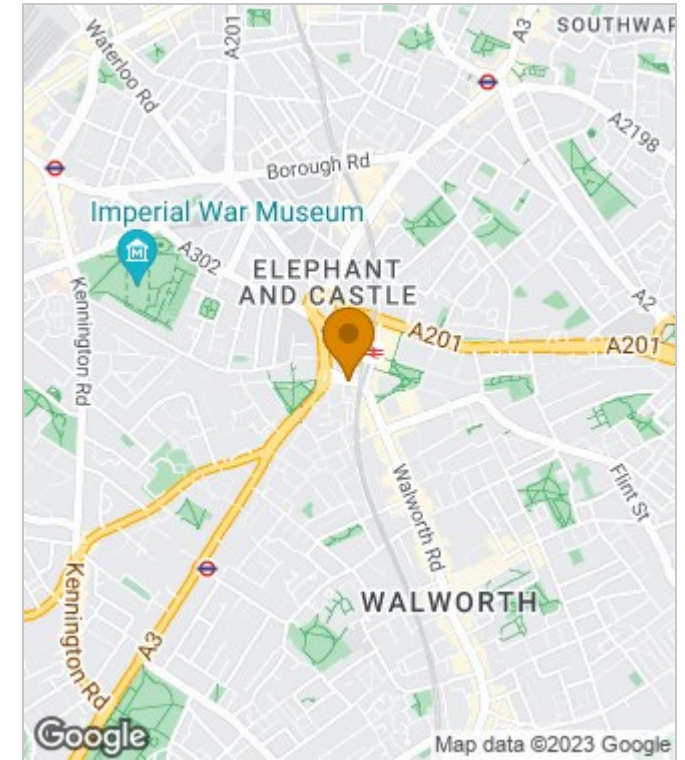 SOUTHWAR
A3
A201
Waterloo Rd
A2198
Borough Rd
Imperial War Museum
A302
ELEPHANT
AND CASTLE
A2
Kennington Rd
A201
A201
Walworth Rd
Flint St
WALWORTH
Kennington Rd
A3
Google
Map data ©2023 Google